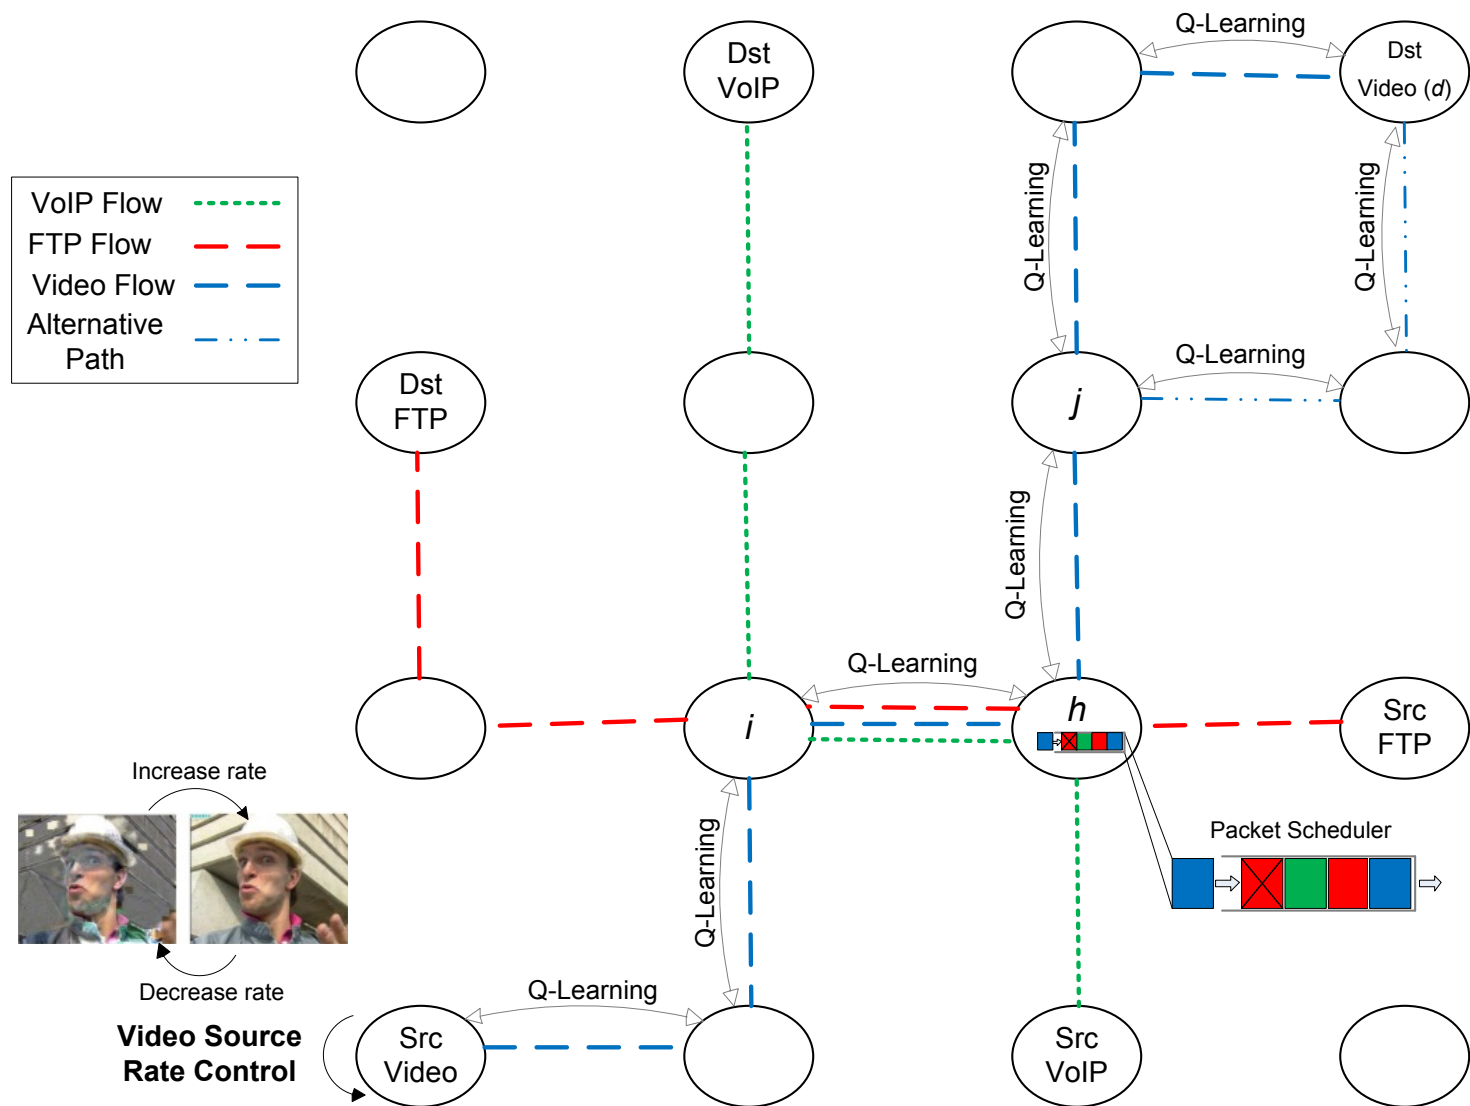 Q-Learning
Dst
VoIP
Dst
Video (d)
Q-Learning
Q-Learning
VoIP Flow
FTP Flow
Video Flow
Alternative
Path
Q-Learning
Dst
FTP
j
Q-Learning
Q-Learning
i
h
Src
FTP
Increase rate
Packet Scheduler
Q-Learning
Decrease rate
Q-Learning
Video Source
Rate Control
Src
Video
Src
VoIP